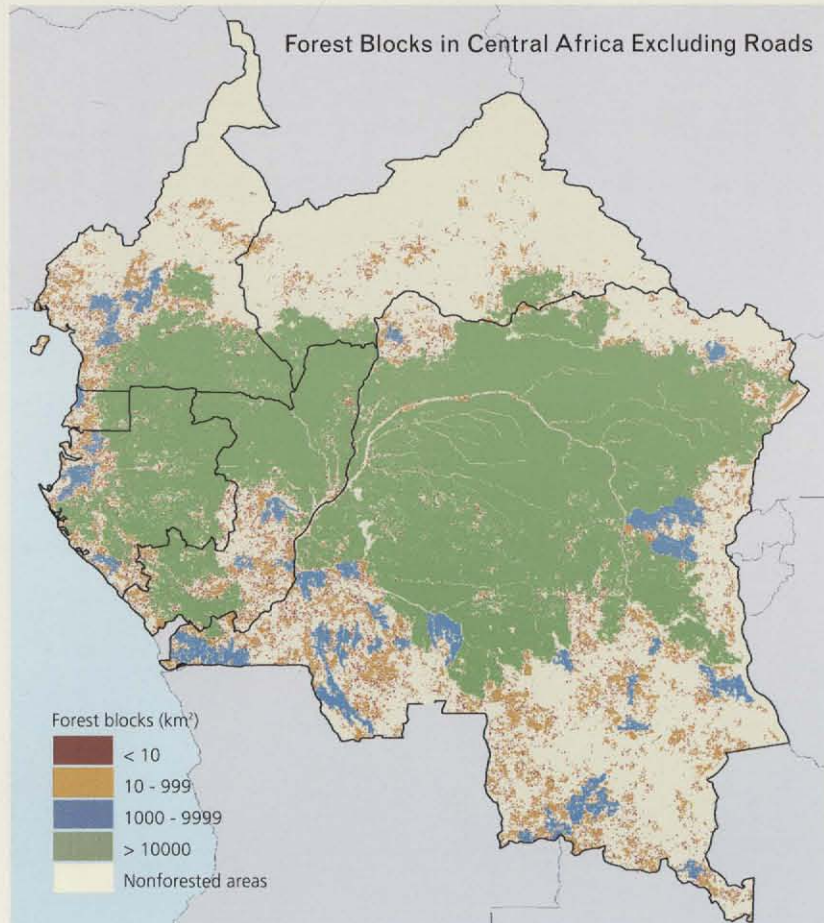 Forest Blocks in Central Africa Excluding Roads
Forest blocks (km²)
< 10
10 - 999
1000 - 9999
> 10000
Nonforested areas